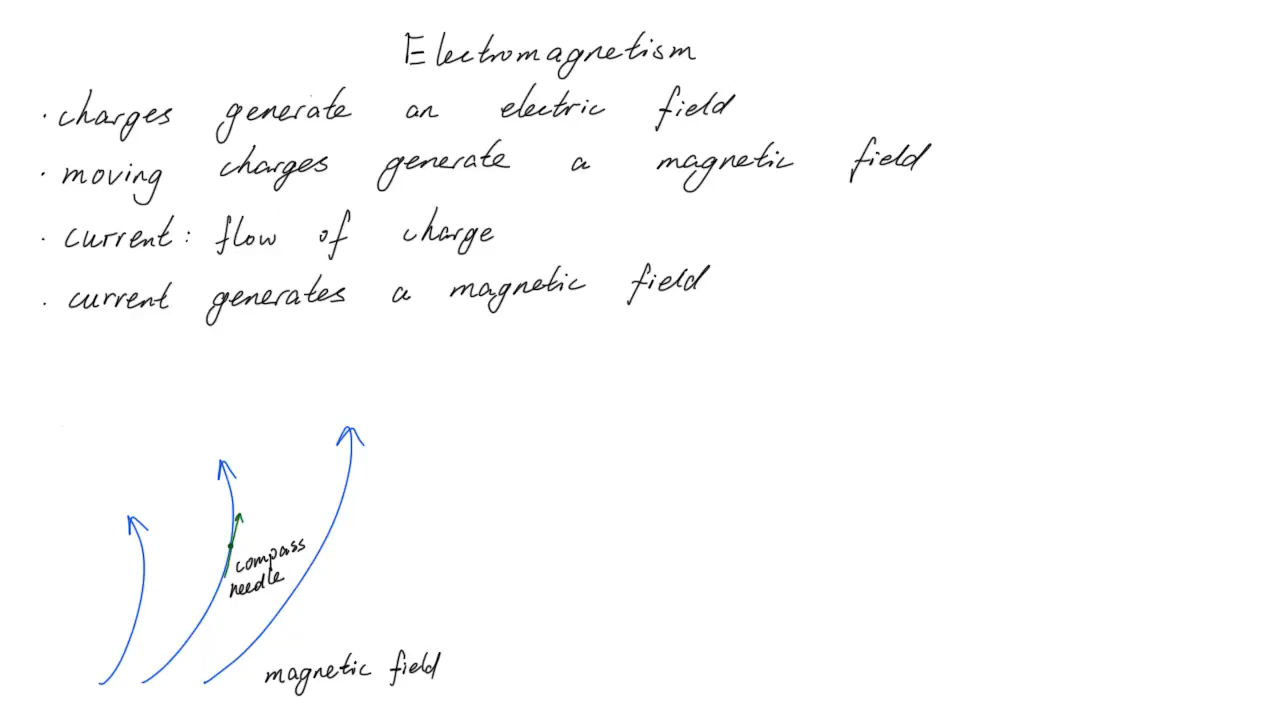 Electromagnetism
· charges generate an electric field
· moving charges generate a magnetic field
· current: flow of charge
· current generates a magnetic field
compass
needle
magnetic field